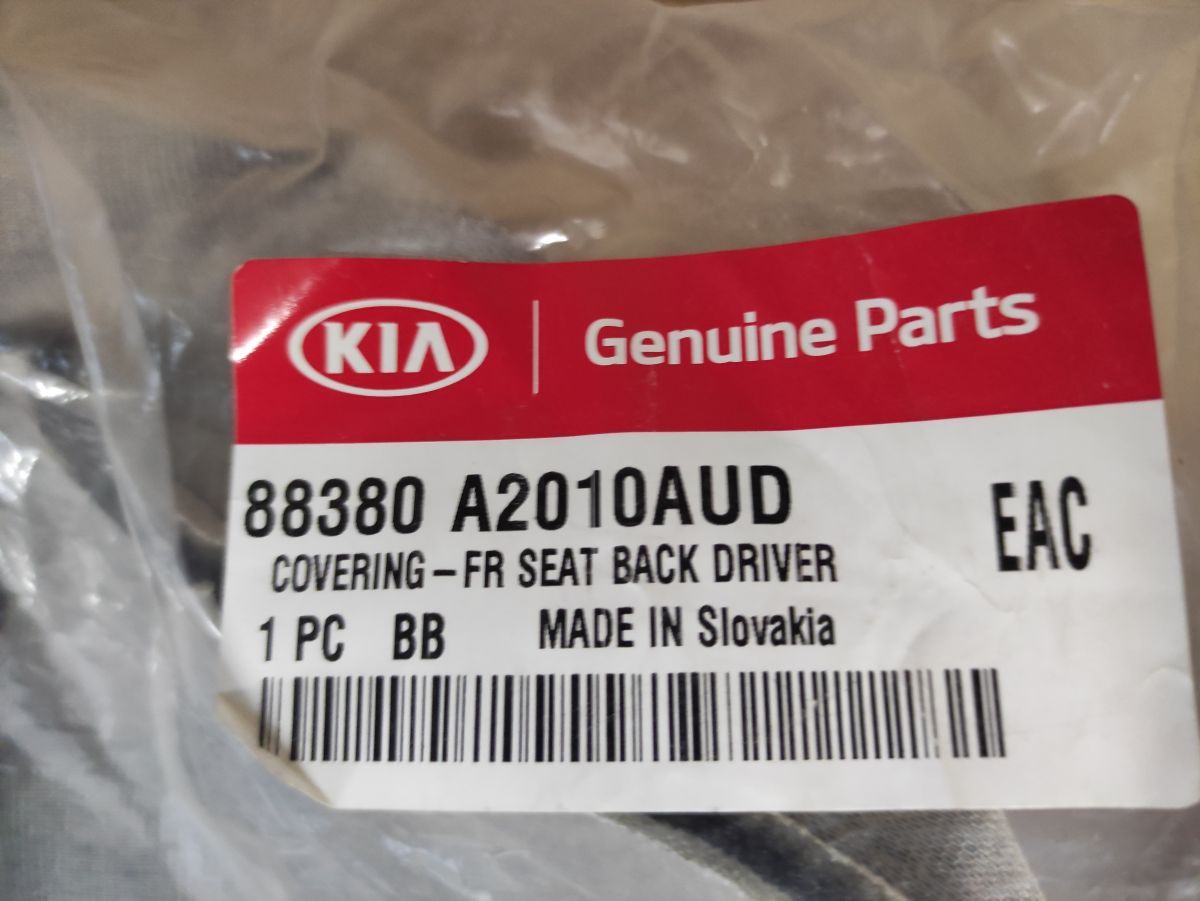 KIA Genuine Parts
88380 A2010AUD
EAC
COVERING-FR SEAT BACK DRIVER
1 PC BB MADE IN Slovakia